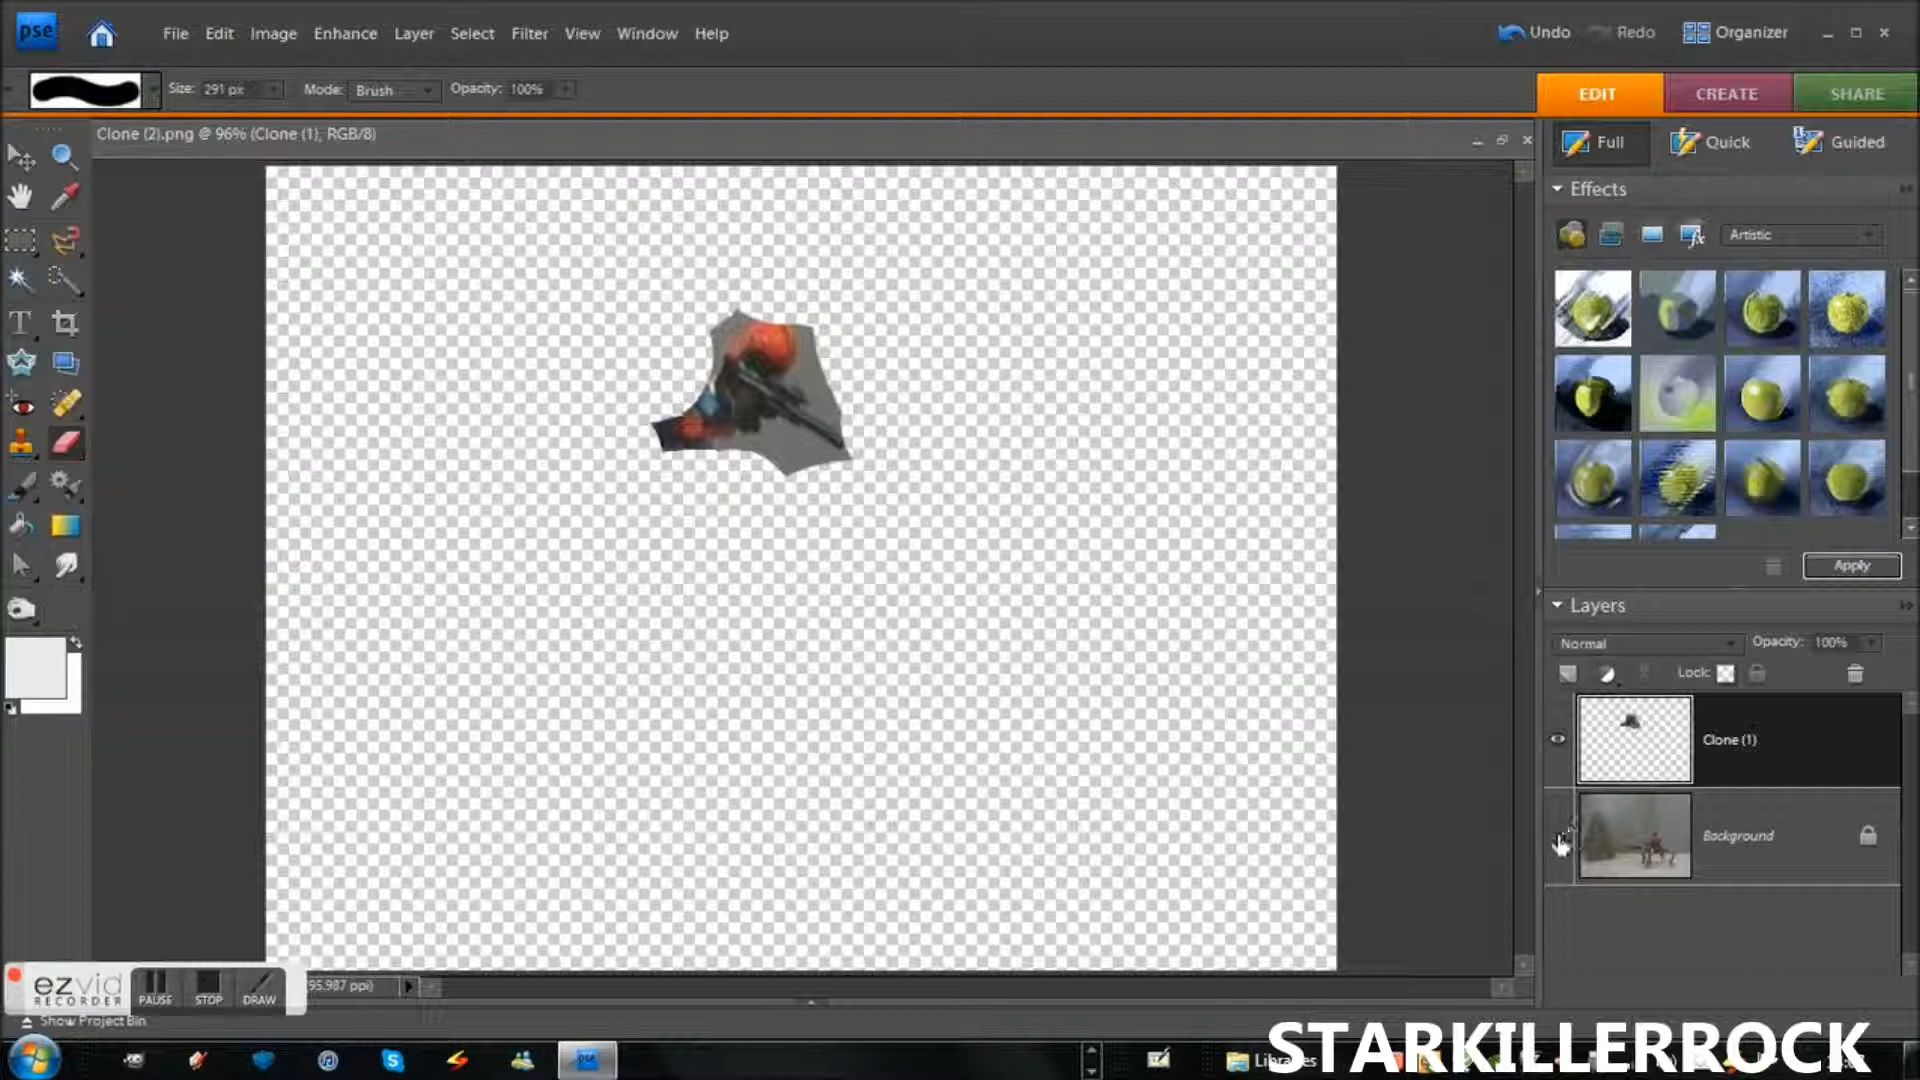 pse
File Edit Image Enhance Layer Select Filter View Window Help
Undo Redo Organizer
Size: 291 px Mode: Brush Opacity: 100%
EDIT CREATE SHARE
Clone (2).png @ 96% (Clone (1), RGB/8)
Full Quick Guided
Effects
Artistic
Apply
Layers
Normal Opacity: 100%
Lock:
Clone (1)
Background
ezvid
RECORDER
PAUSE STOP DRAW
95.987 ppi)
Show Project Bin
pse
STARKILLERROCK